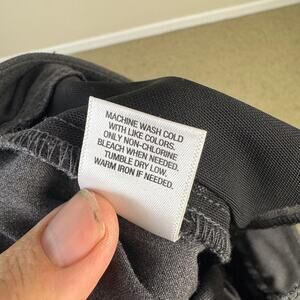 MACHINE WASH COLD
WITH LIKE COLORS.
ONLY NON-CHLORINE
BLEACH WHEN NEEDED.
TUMBLE DRY LOW.
WARM IRON IF NEEDED.